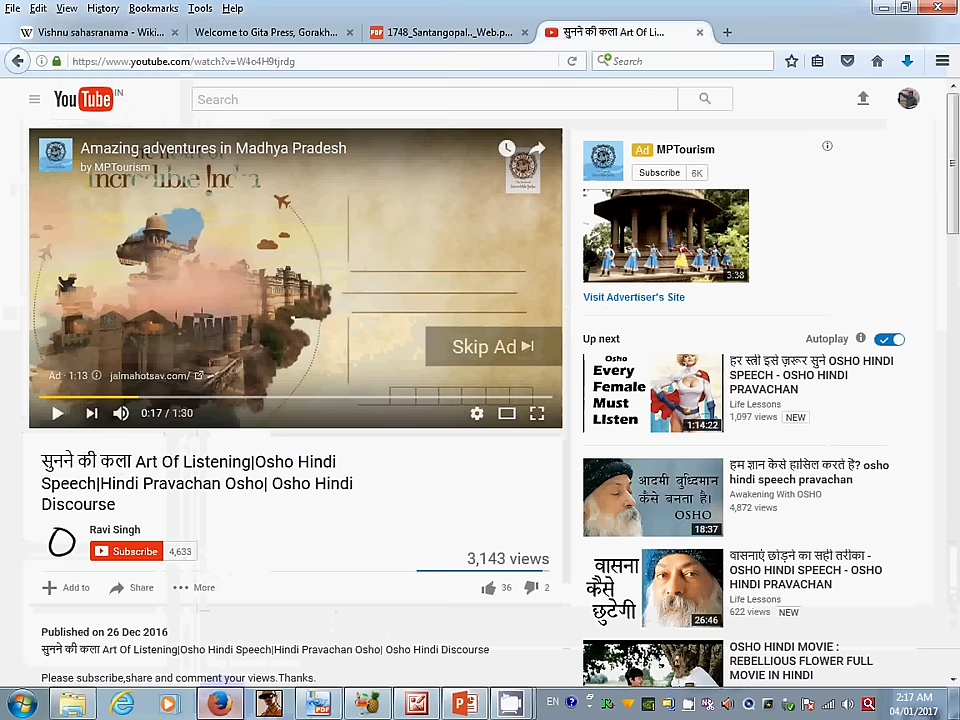 File Edit View History Bookmarks Tools Help
Vishnu sahasranama - Wiki... Welcome to Gita Press, Gorakh... 1748_Santangopal.._Web.p... सुनने की कला Art Of Li...
https://www.youtube.com/watch?v=W4o4H9tjrdg
Search
YouTube IN
Search
Amazing adventures in Madhya Pradesh
by MPTourism
Incredible India
Skip Ad
Ad · 1:13 jalmahotsav.com/
0:17 / 1:30
Ad MPTourism
Subscribe 6K
3:38
Visit Advertiser's Site
सुनने की कला Art Of Listening|Osho Hindi
Speech|Hindi Pravachan Osho| Osho Hindi
Discourse
Ravi Singh
Subscribe 4,633
3,143 views
Add to Share More 36 2
Published on 26 Dec 2016
सुनने की कला Art Of Listening|Osho Hindi Speech|Hindi Pravachan Osho| Osho Hindi Discourse
Please subscribe,share and comment your views.Thanks.
Up next Autoplay
Osho
Every
Female
Must
LIsten
1:14:22
हर स्त्री इसे ज़रूर सुने OSHO HINDI
SPEECH - OSHO HINDI
PRAVACHAN
Life Lessons
1,097 views NEW
आदमी बुध्दिमान
कैसे बनता है।
OSHO
18:37
हम ज्ञान कैसे हासिल करते है? osho
hindi speech pravachan
Awakening With OSHO
4,872 views
वासना
कैसे
छुटेगी
26:46
वासनाएं छोड़ने का सही तरीका -
OSHO HINDI SPEECH - OSHO
HINDI PRAVACHAN
Life Lessons
622 views NEW
OSHO HINDI MOVIE :
REBELLIOUS FLOWER FULL
MOVIE IN HINDI
EN
2:17 AM
04/01/2017